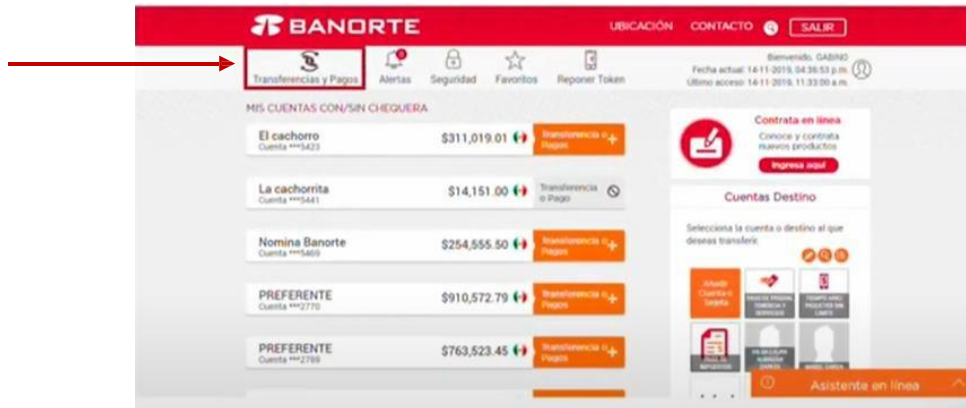 BANORTE
UBICACIÓN CONTACTO SALIR
Transferencias y Pagos Alertas Seguridad Favoritos Reponer Token
Bienvenido, GABINO
Fecha actual: 14-11-2019, 04:36:53 p.m.
Último acceso: 14-11-2019, 11:33:00 a.m.
MIS CUENTAS CON/SIN CHEQUERA
El cachorro
Cuenta ***5423
$311,019.01
Transferencia o
Pagos
La cachorrita
Cuenta ***5441
$14,151.00
Transferencia
o Pago
Nomina Banorte
Cuenta ***5469
$254,555.50
Transferencia o
Pagos
PREFERENTE
Cuenta ***2770
$910,572.79
Transferencia o
Pagos
PREFERENTE
Cuenta ***2789
$763,523.45
Transferencia o
Pagos
Contrata en línea
Conoce y contrata
nuevos productos
Ingresa aquí
Cuentas Destino
Selecciona la cuenta o destino al que
deseas transferir.
Añadir
Cuenta o
Tarjeta
PAGO DE
IMPUESTOS
Asistente en línea